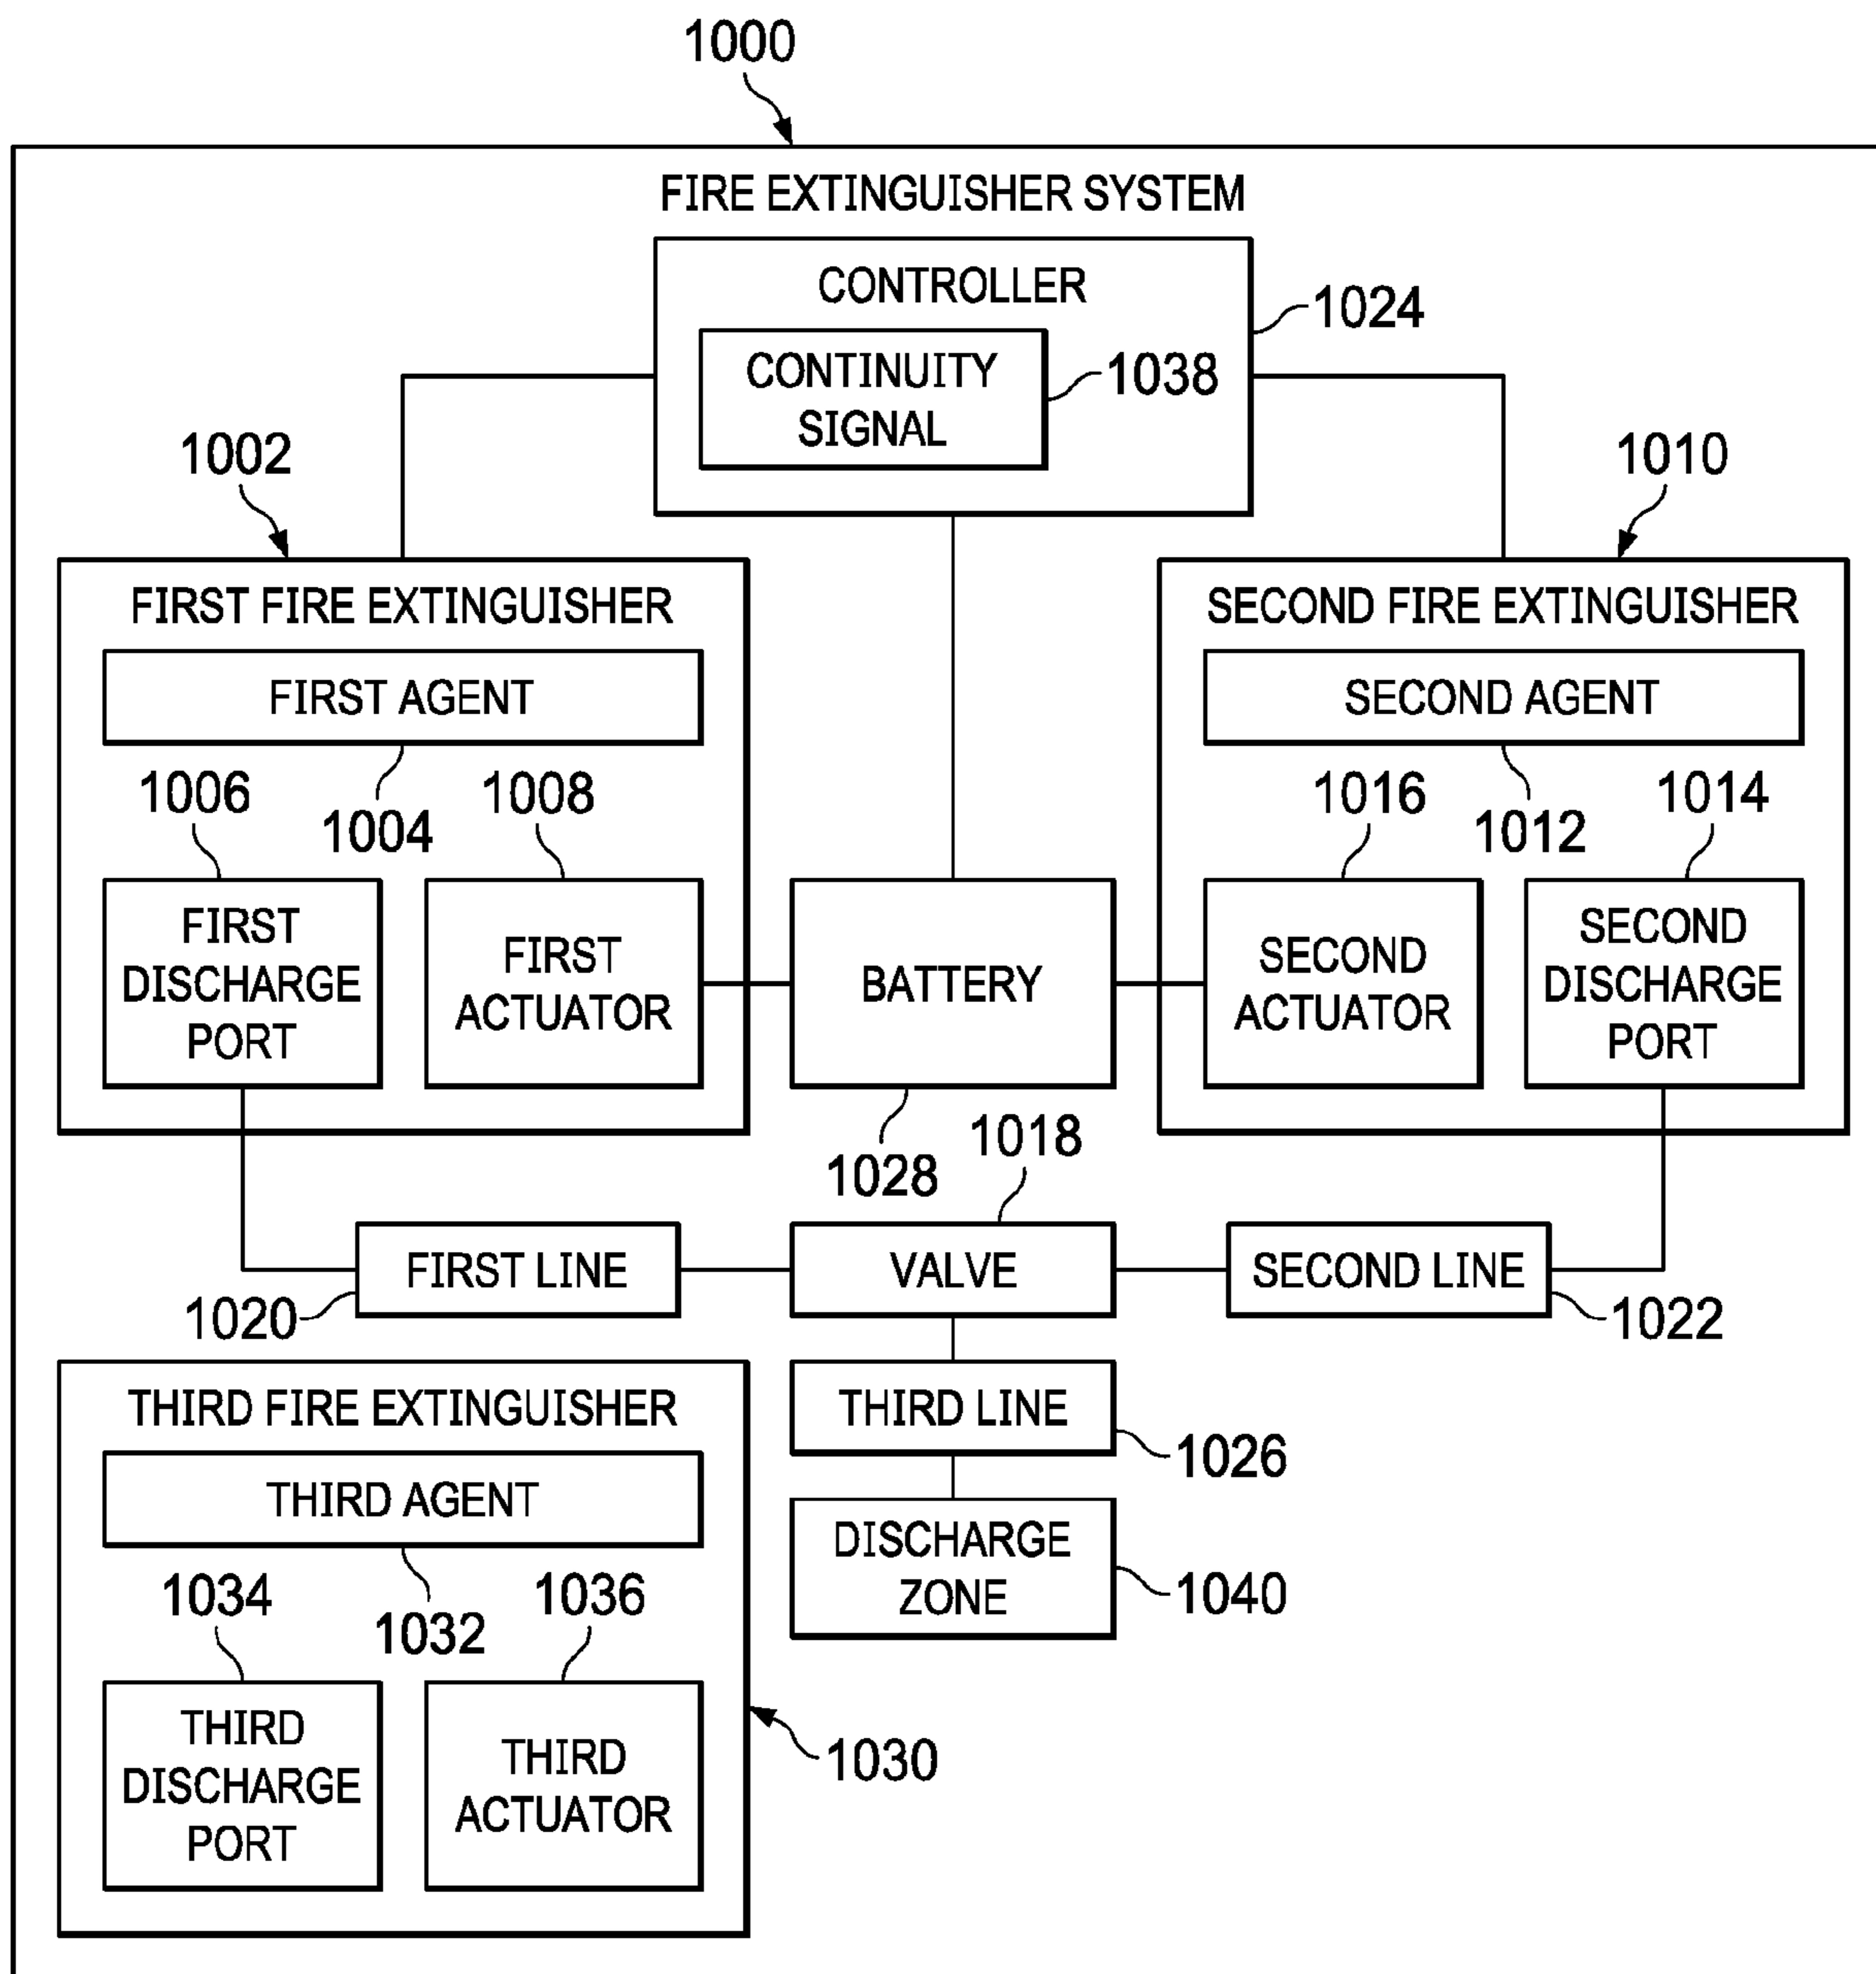 1000
FIRE EXTINGUISHER SYSTEM
CONTROLLER
1024
CONTINUITY
SIGNAL
1038
1002
1010
FIRST FIRE EXTINGUISHER
FIRST AGENT
1004
1006
1008
FIRST
DISCHARGE
PORT
FIRST
ACTUATOR
BATTERY
1028
SECOND FIRE EXTINGUISHER
SECOND AGENT
1012
1016
1014
SECOND
ACTUATOR
SECOND
DISCHARGE
PORT
1018
FIRST LINE
1020
VALVE
SECOND LINE
1022
THIRD LINE
1026
DISCHARGE
ZONE
1040
THIRD FIRE EXTINGUISHER
THIRD AGENT
1032
1034
1036
THIRD
DISCHARGE
PORT
THIRD
ACTUATOR
1030